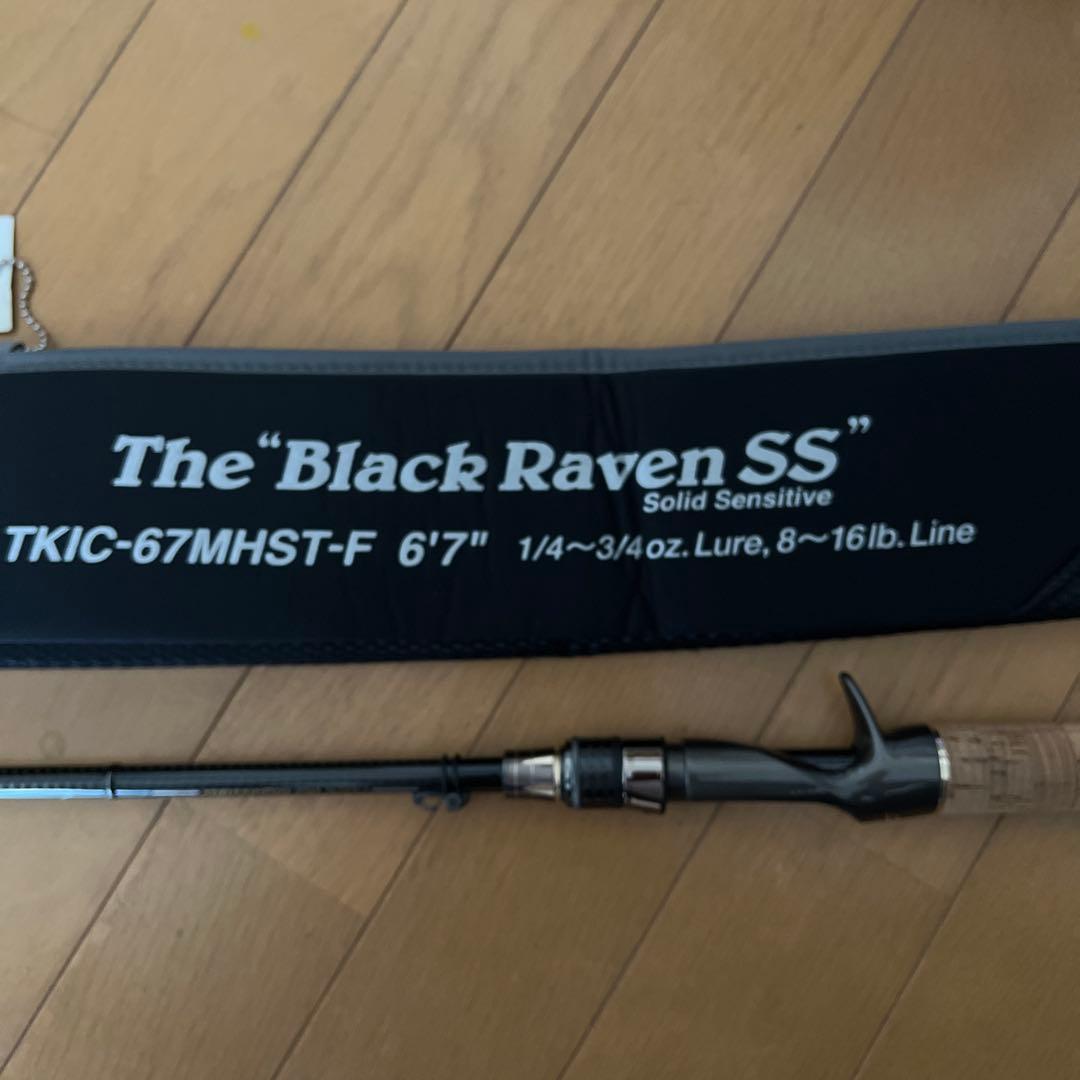 The “Black Raven SS”
Solid Sensitive
TKIC-67MHST-F 6'7" 1/4~3/4oz. Lure, 8~16lb. Line